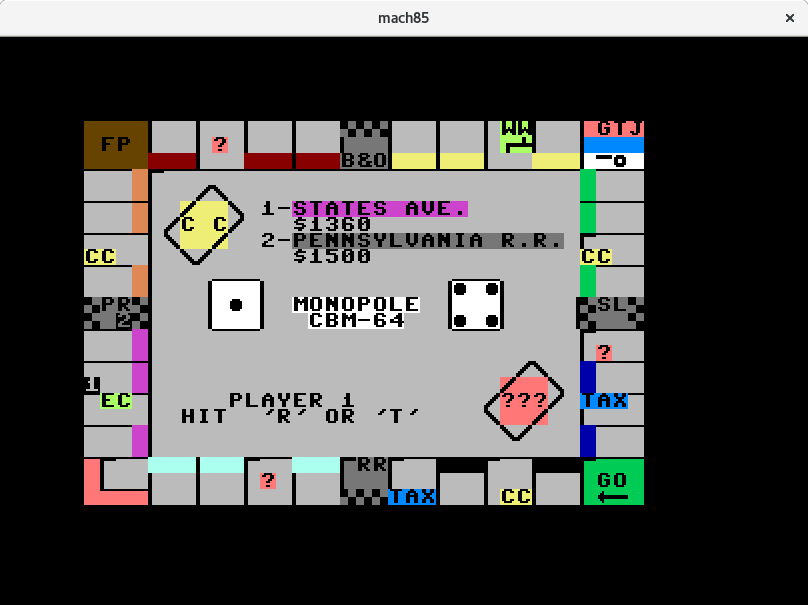 mach85
FP
?
B&O
WW
GTJ
C C
1-STATES AVE.
$1360
2-PENNSYLVANIA R.R.
$1500
CC
CC
PR
2
MONOPOLE
CBM-64
SL
?
1
EC
???
TAX
PLAYER 1
HIT 'R' OR 'T'
RR
?
TAX
CC
GO